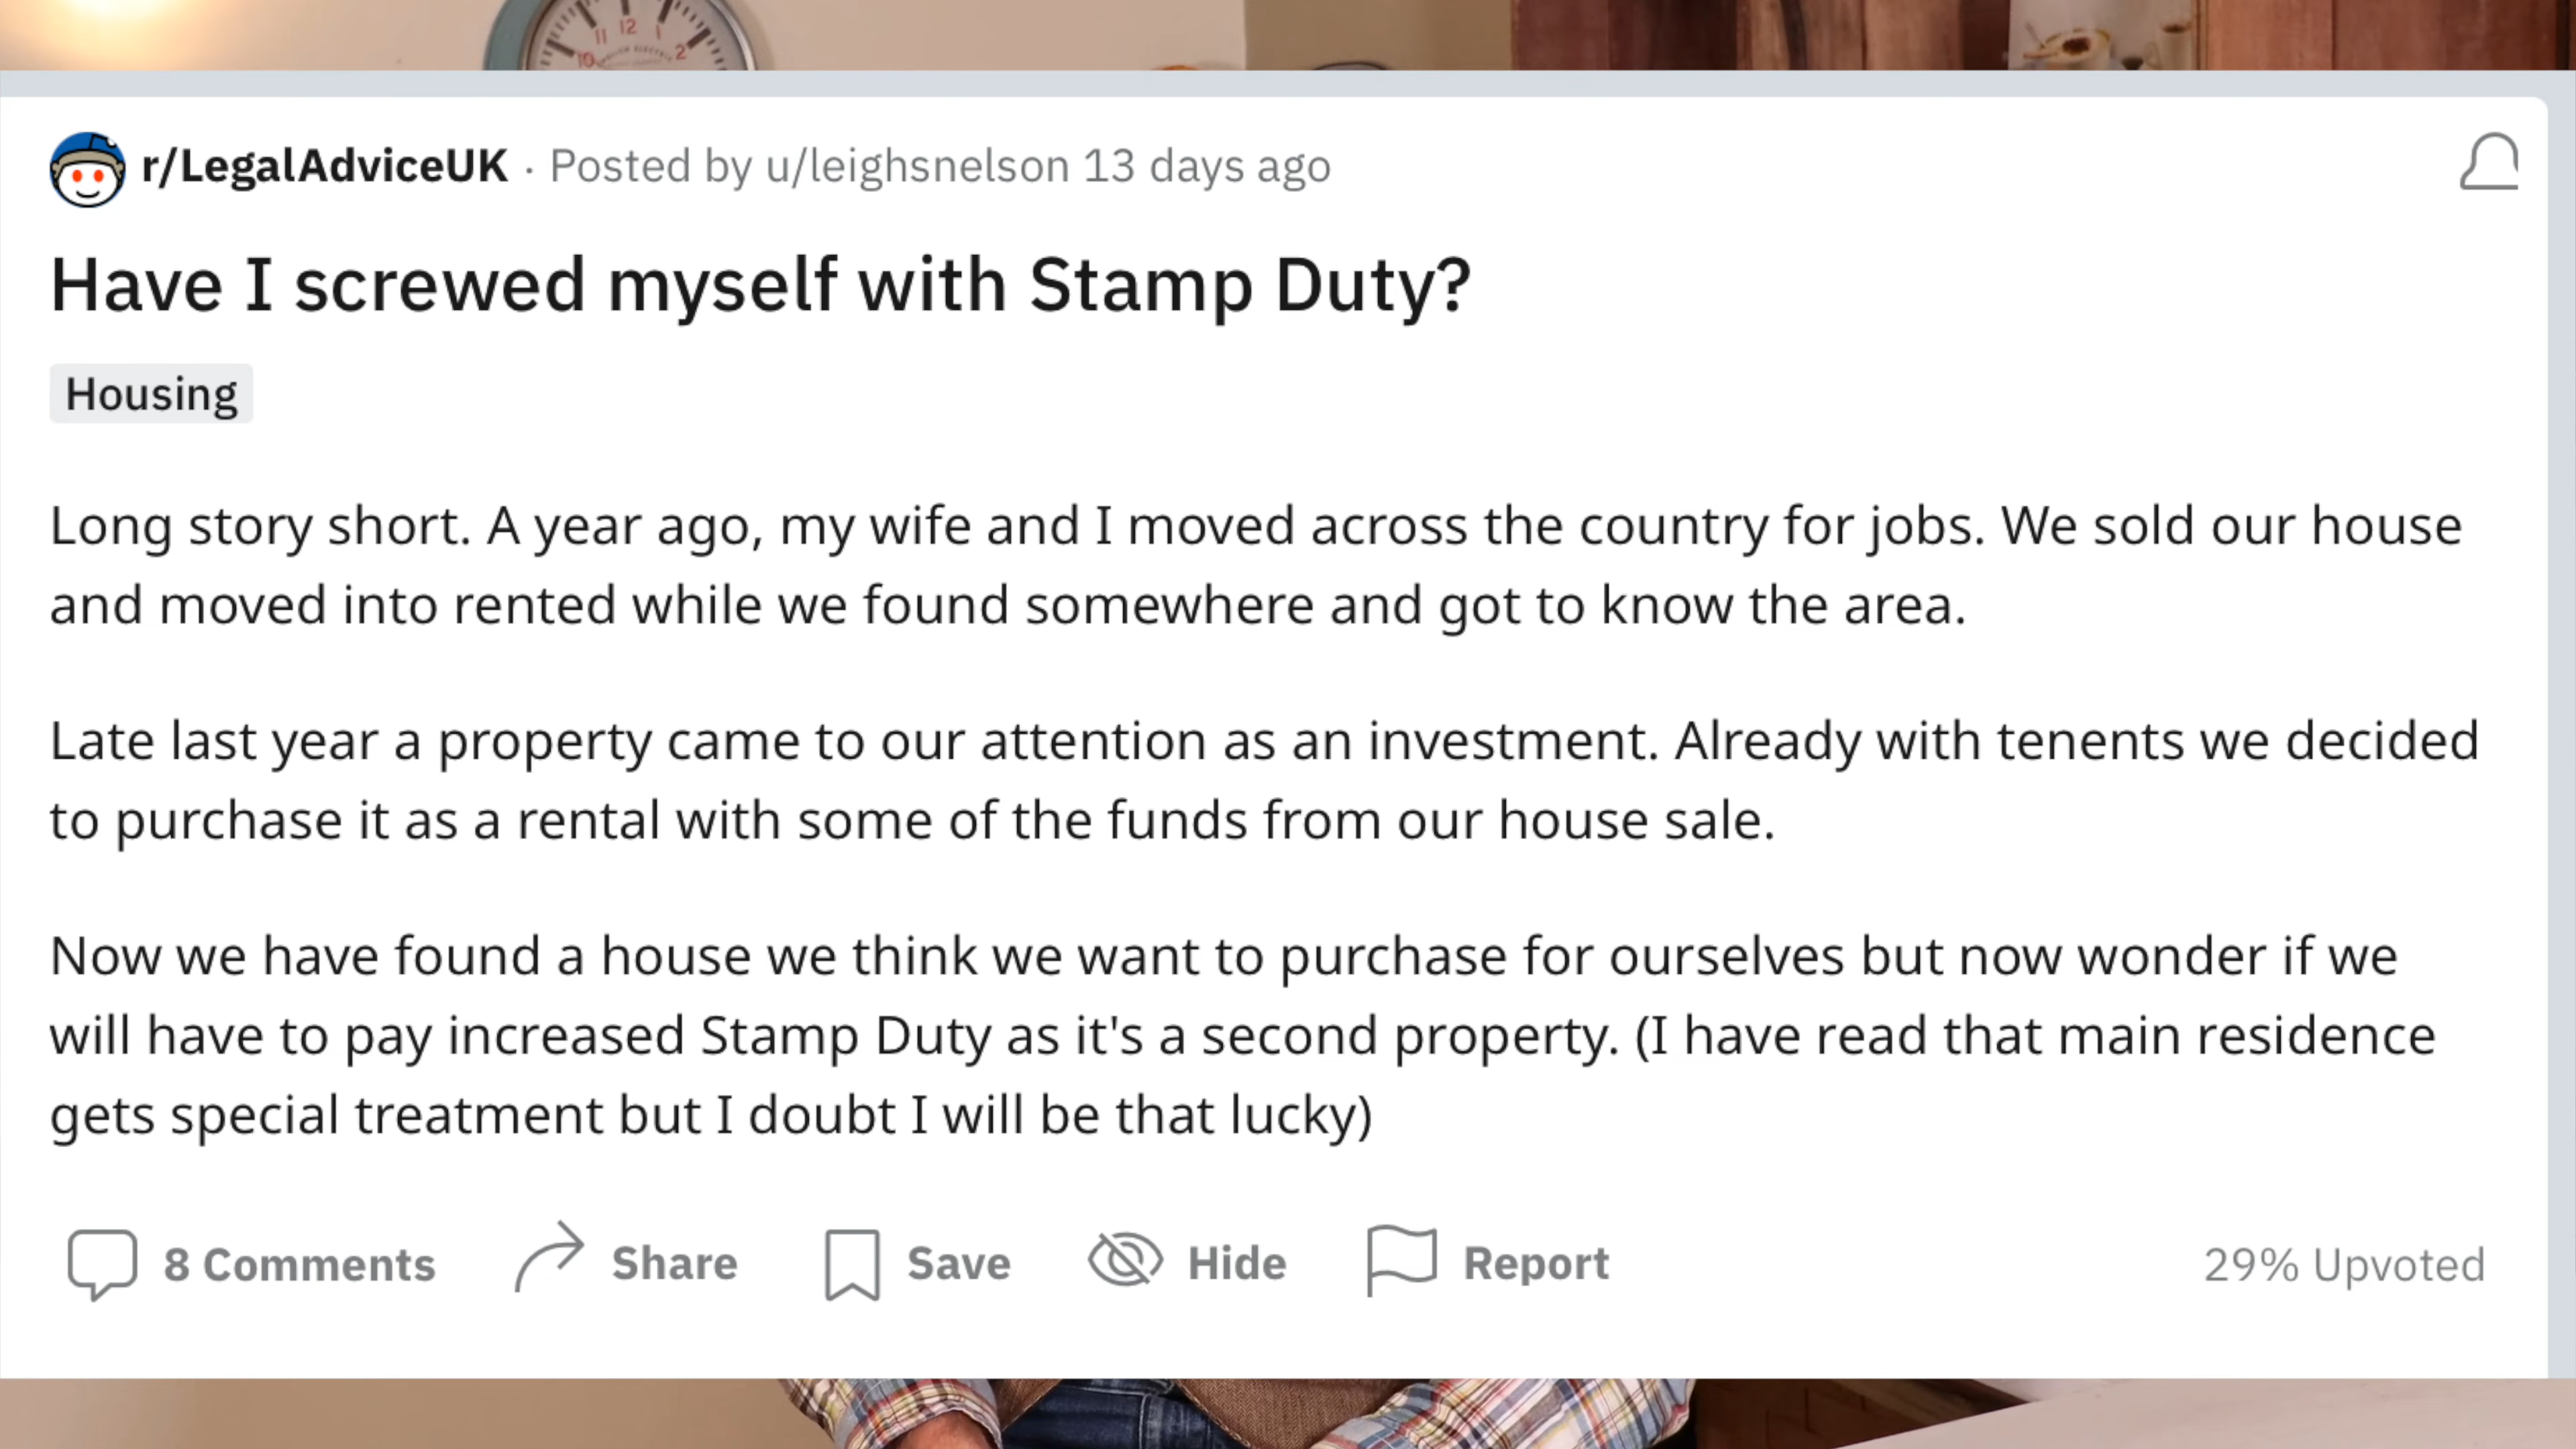 11 12 1
10 2
r/LegalAdviceUK · Posted by u/leighsnelson 13 days ago
Have I screwed myself with Stamp Duty?
Housing
Long story short. A year ago, my wife and I moved across the country for jobs. We sold our house
and moved into rented while we found somewhere and got to know the area.
Late last year a property came to our attention as an investment. Already with tenents we decided
to purchase it as a rental with some of the funds from our house sale.
Now we have found a house we think we want to purchase for ourselves but now wonder if we
will have to pay increased Stamp Duty as it's a second property. (I have read that main residence
gets special treatment but I doubt I will be that lucky)
8 Comments Share Save Hide Report 29% Upvoted